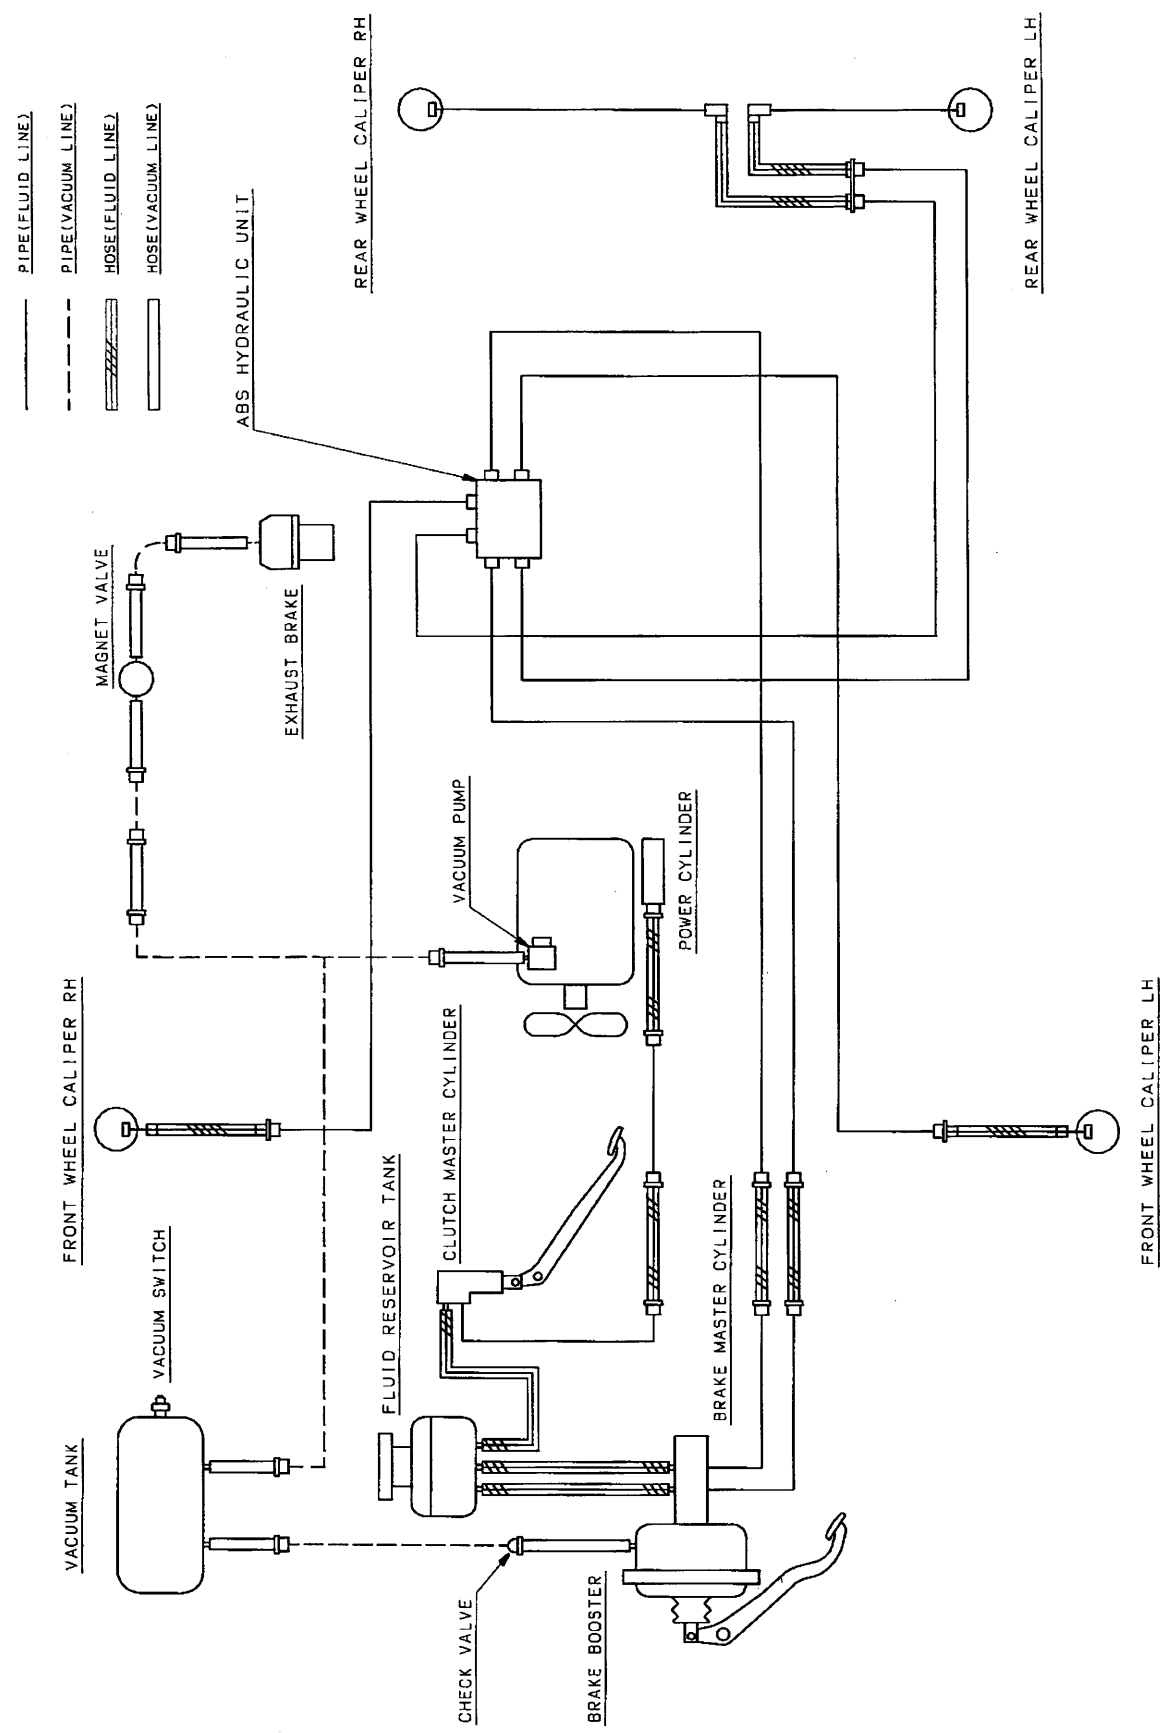 PIPE(FLUID LINE)
PIPE(VACUUM LINE)
HOSE(FLUID LINE)
HOSE(VACUUM LINE)
ABS HYDRAULIC UNIT
REAR WHEEL CALIPER RH
REAR WHEEL CALIPER LH
MAGNET VALVE
EXHAUST BRAKE
VACUUM PUMP
POWER CYLINDER
FRONT WHEEL CALIPER RH
CLUTCH MASTER CYLINDER
FLUID RESERVOIR TANK
BRAKE MASTER CYLINDER
FRONT WHEEL CALIPER LH
VACUUM SWITCH
VACUUM TANK
CHECK VALVE
BRAKE BOOSTER